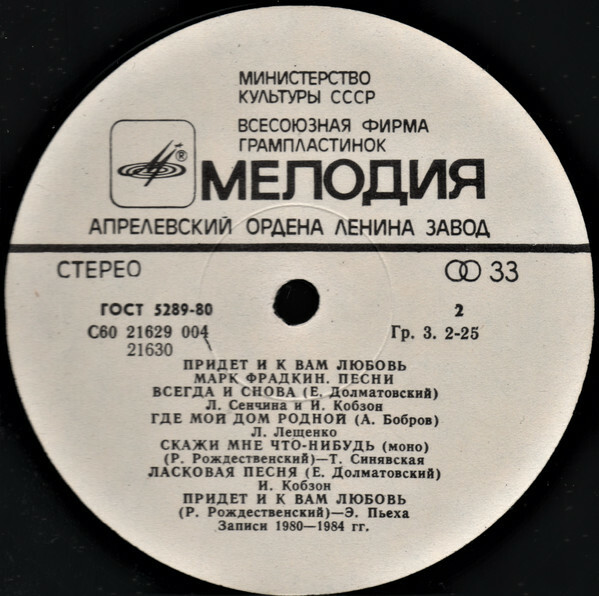 МИНИСТЕРСТВО
КУЛЬТУРЫ СССР
ВСЕСОЮЗНАЯ ФИРМА
ГРАМПЛАСТИНОК
®
МЕЛОДИЯ
АПРЕЛЕВСКИЙ ОРДЕНА ЛЕНИНА ЗАВОД
СТЕРЕО 33
ГОСТ 5289-80 2
С60 21629 004 Гр. 3. 2-25
21630
ПРИДЕТ И К ВАМ ЛЮБОВЬ
МАРК ФРАДКИН. ПЕСНИ
ВСЕГДА И СНОВА (Е. Долматовский)
Л. Сенчина и И. Кобзон
ГДЕ МОЙ ДОМ РОДНОЙ (А. Бобров)
Л. Лещенко
СКАЖИ МНЕ ЧТО-НИБУДЬ (моно)
(Р. Рождественский)—Т. Синявская
ЛАСКОВАЯ ПЕСНЯ (Е. Долматовский)
И. Кобзон
ПРИДЕТ И К ВАМ ЛЮБОВЬ
(Р. Рождественский)—Э. Пьеха
Записи 1980—1984 гг.